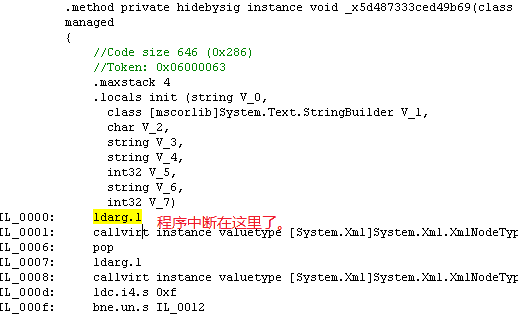 .method private hidebysig instance void _x5d487333ced49b69(class
managed
{
//Code size 646 (0x286)
//Token: 0x06000063
.maxstack 4
.locals init (string V_0,
class [mscorlib]System.Text.StringBuilder V_1,
char V_2,
string V_3,
string V_4,
int32 V_5,
string V_6,
int32 V_7)
IL_0000: ldarg.1 程序中断在这里了。
IL_0001: callvirt instance valuetype [System.Xml]System.Xml.XmlNodeTyp
IL_0006: pop
IL_0007: ldarg.1
IL_0008: callvirt instance valuetype [System.Xml]System.Xml.XmlNodeTyp
IL_000d: ldc.i4.s 0xf
IL_000f: bne.un.s IL_0012